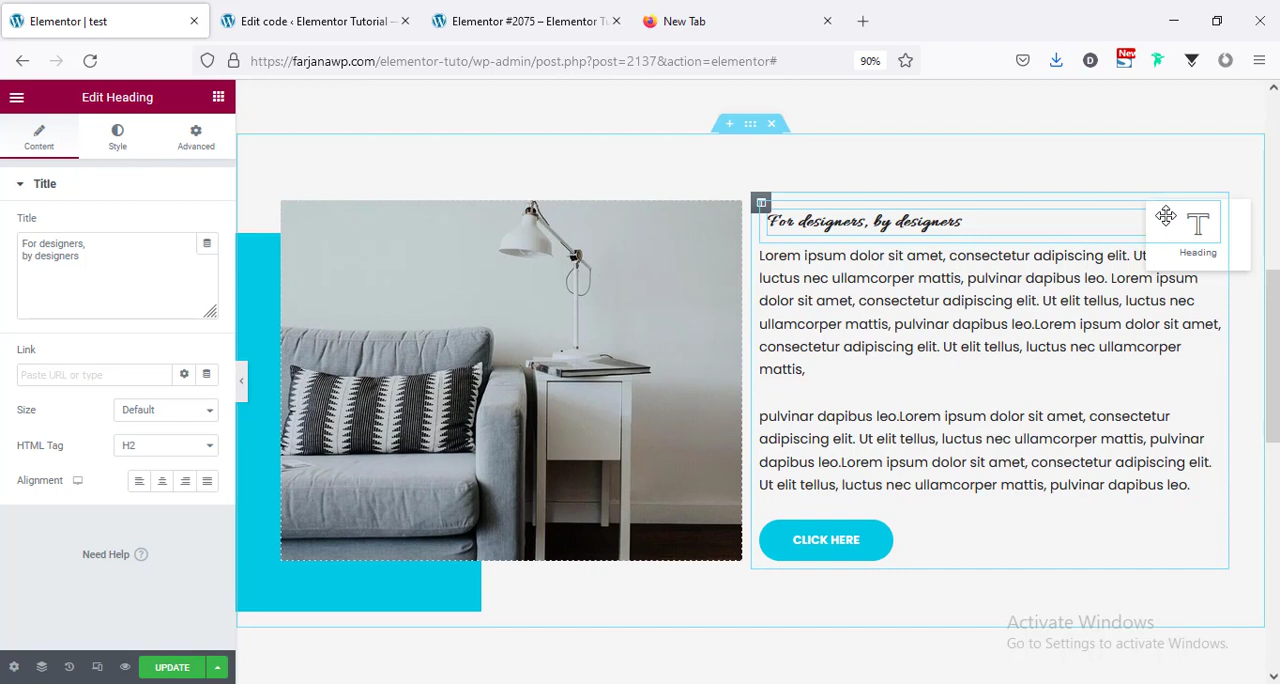 Elementor | test
Edit code ‹ Elementor Tutorial —
Elementor #2075 – Elementor Tu
New Tab
https://farjanawp.com/elementor-tuto/wp-admin/post.php?post=2137&action=elementor#
90%
D
New
Edit Heading
Content
Style
Advanced
Title
Title
For designers,
by designers
Link
Paste URL or type
Size
Default
HTML Tag
H2
Alignment
Need Help ?
UPDATE
For designers, by designers
T
Heading
Lorem ipsum dolor sit amet, consectetur adipiscing elit. Ut
luctus nec ullamcorper mattis, pulvinar dapibus leo. Lorem ipsum
dolor sit amet, consectetur adipiscing elit. Ut elit tellus, luctus nec
ullamcorper mattis, pulvinar dapibus leo.Lorem ipsum dolor sit amet,
consectetur adipiscing elit. Ut elit tellus, luctus nec ullamcorper
mattis,
pulvinar dapibus leo.Lorem ipsum dolor sit amet, consectetur
adipiscing elit. Ut elit tellus, luctus nec ullamcorper mattis, pulvinar
dapibus leo.Lorem ipsum dolor sit amet, consectetur adipiscing elit.
Ut elit tellus, luctus nec ullamcorper mattis, pulvinar dapibus leo.
CLICK HERE
Activate Windows
Go to Settings to activate Windows.